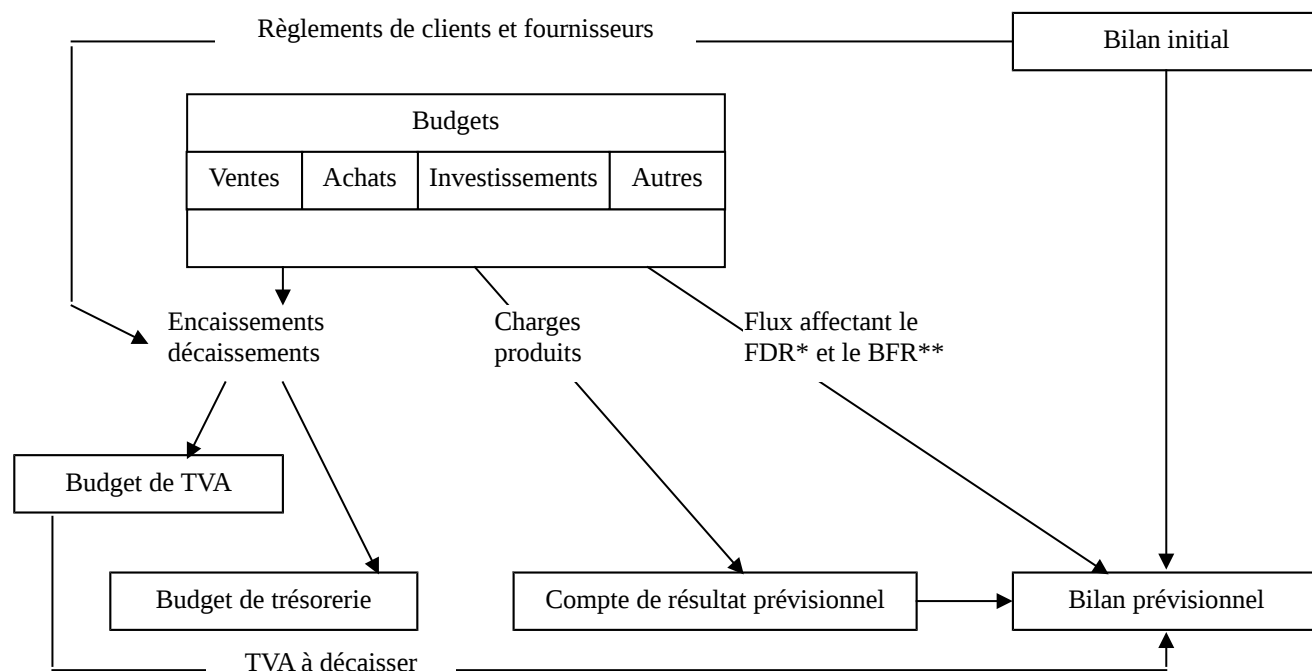 Règlements de clients et fournisseurs
Bilan initial
Budgets
Ventes
Achats
Investissements
Autres
Encaissements
décaissements
Charges
produits
Flux affectant le
FDR* et le BFR**
Budget de TVA
Budget de trésorerie
Compte de résultat prévisionnel
Bilan prévisionnel
TVA à décaisser